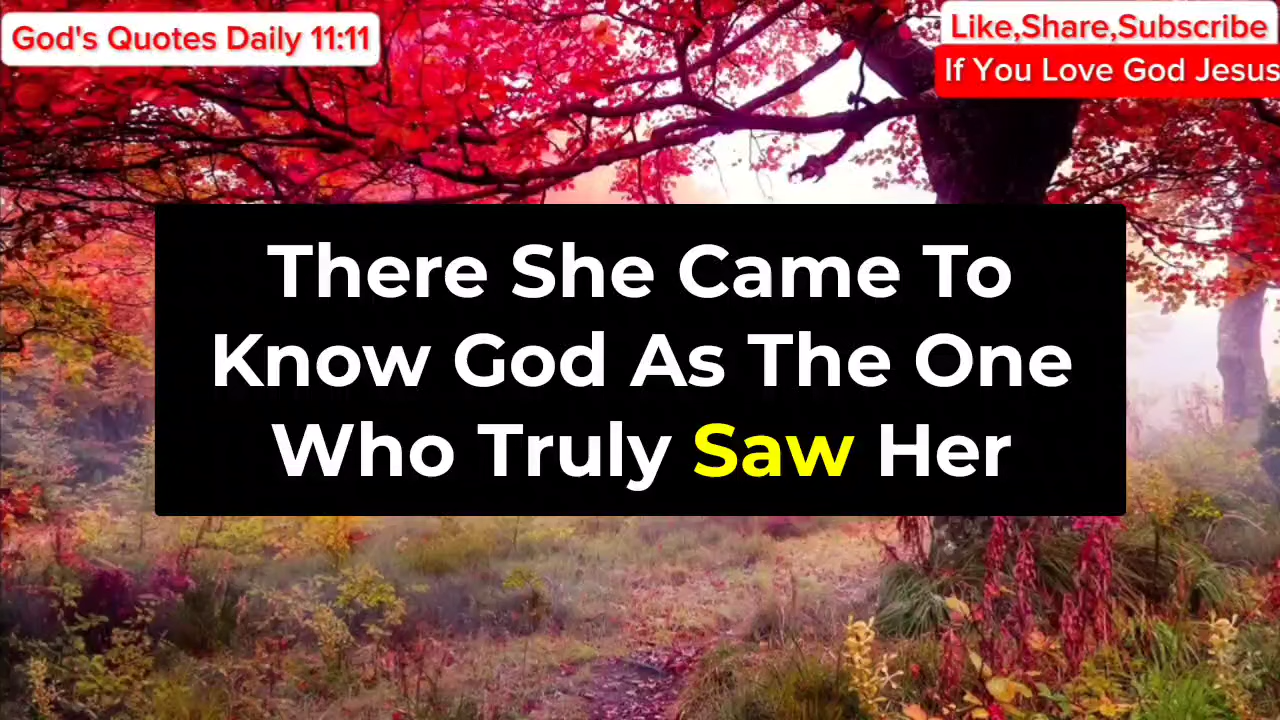 God's Quotes Daily 11:11
Like,Share,Subscribe
If You Love God Jesus
There She Came To
Know God As The One
Who Truly Saw Her